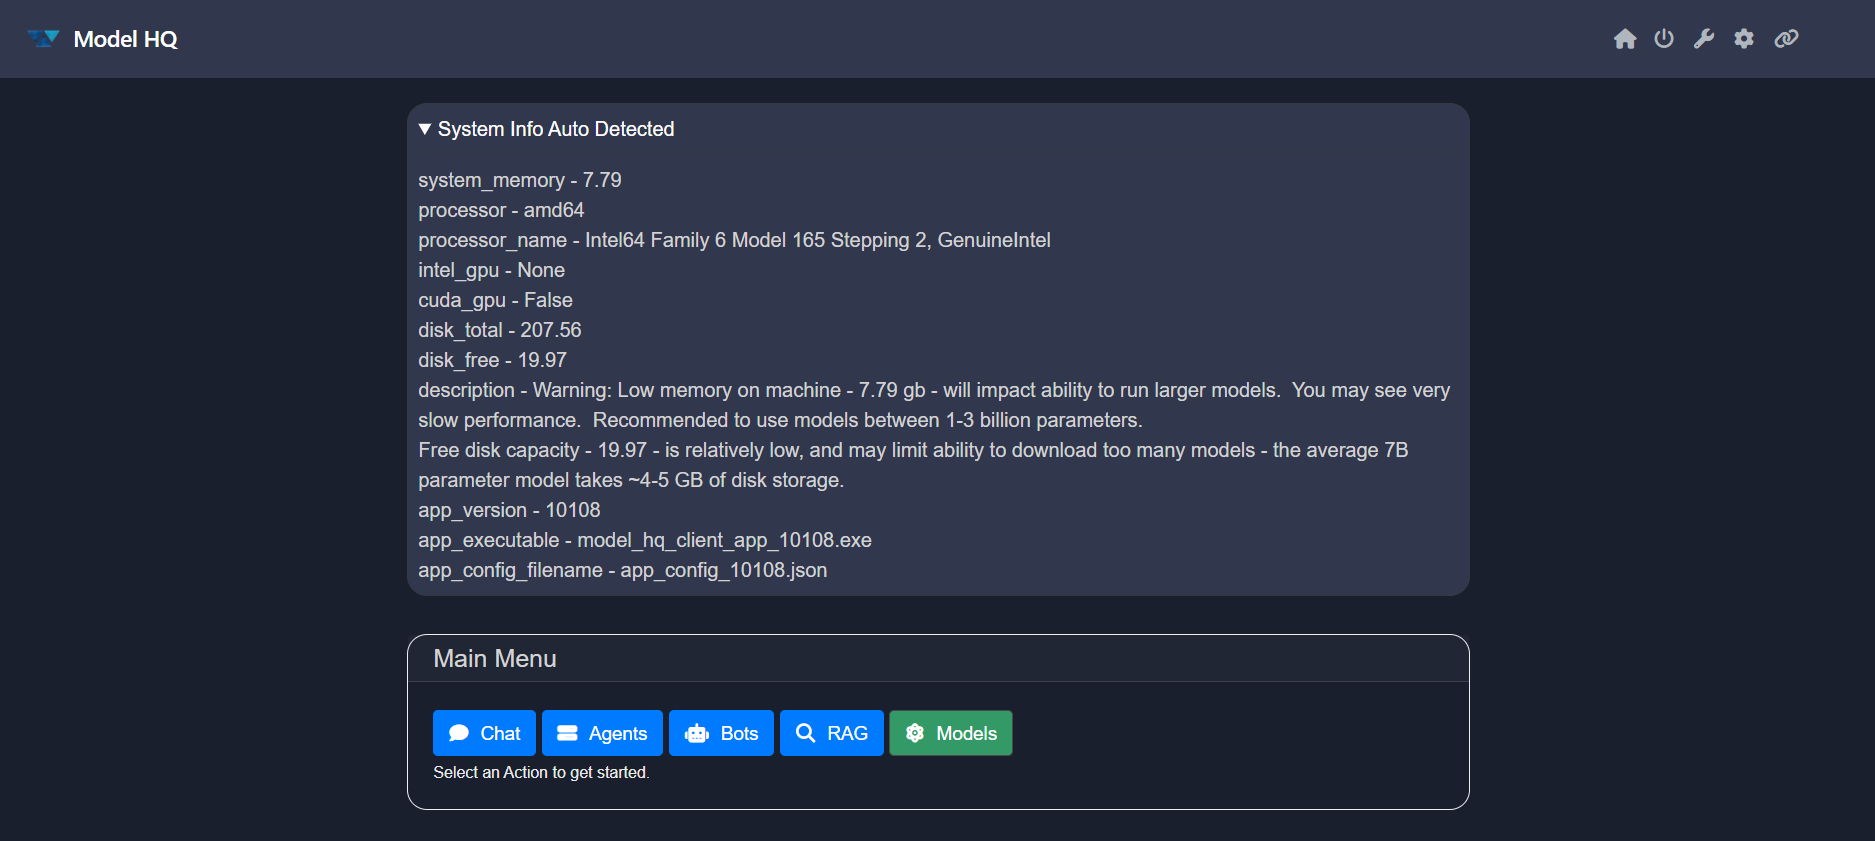 Model HQ
▼ System Info Auto Detected
system_memory - 7.79
processor - amd64
processor_name - Intel64 Family 6 Model 165 Stepping 2, GenuineIntel
intel_gpu - None
cuda_gpu - False
disk_total - 207.56
disk_free - 19.97
description - Warning: Low memory on machine - 7.79 gb - will impact ability to run larger models.  You may see very
slow performance.  Recommended to use models between 1-3 billion parameters.
Free disk capacity - 19.97 - is relatively low, and may limit ability to download too many models - the average 7B
parameter model takes ~4-5 GB of disk storage.
app_version - 10108
app_executable - model_hq_client_app_10108.exe
app_config_filename - app_config_10108.json
Main Menu
Chat Agents Bots RAG Models
Select an Action to get started.